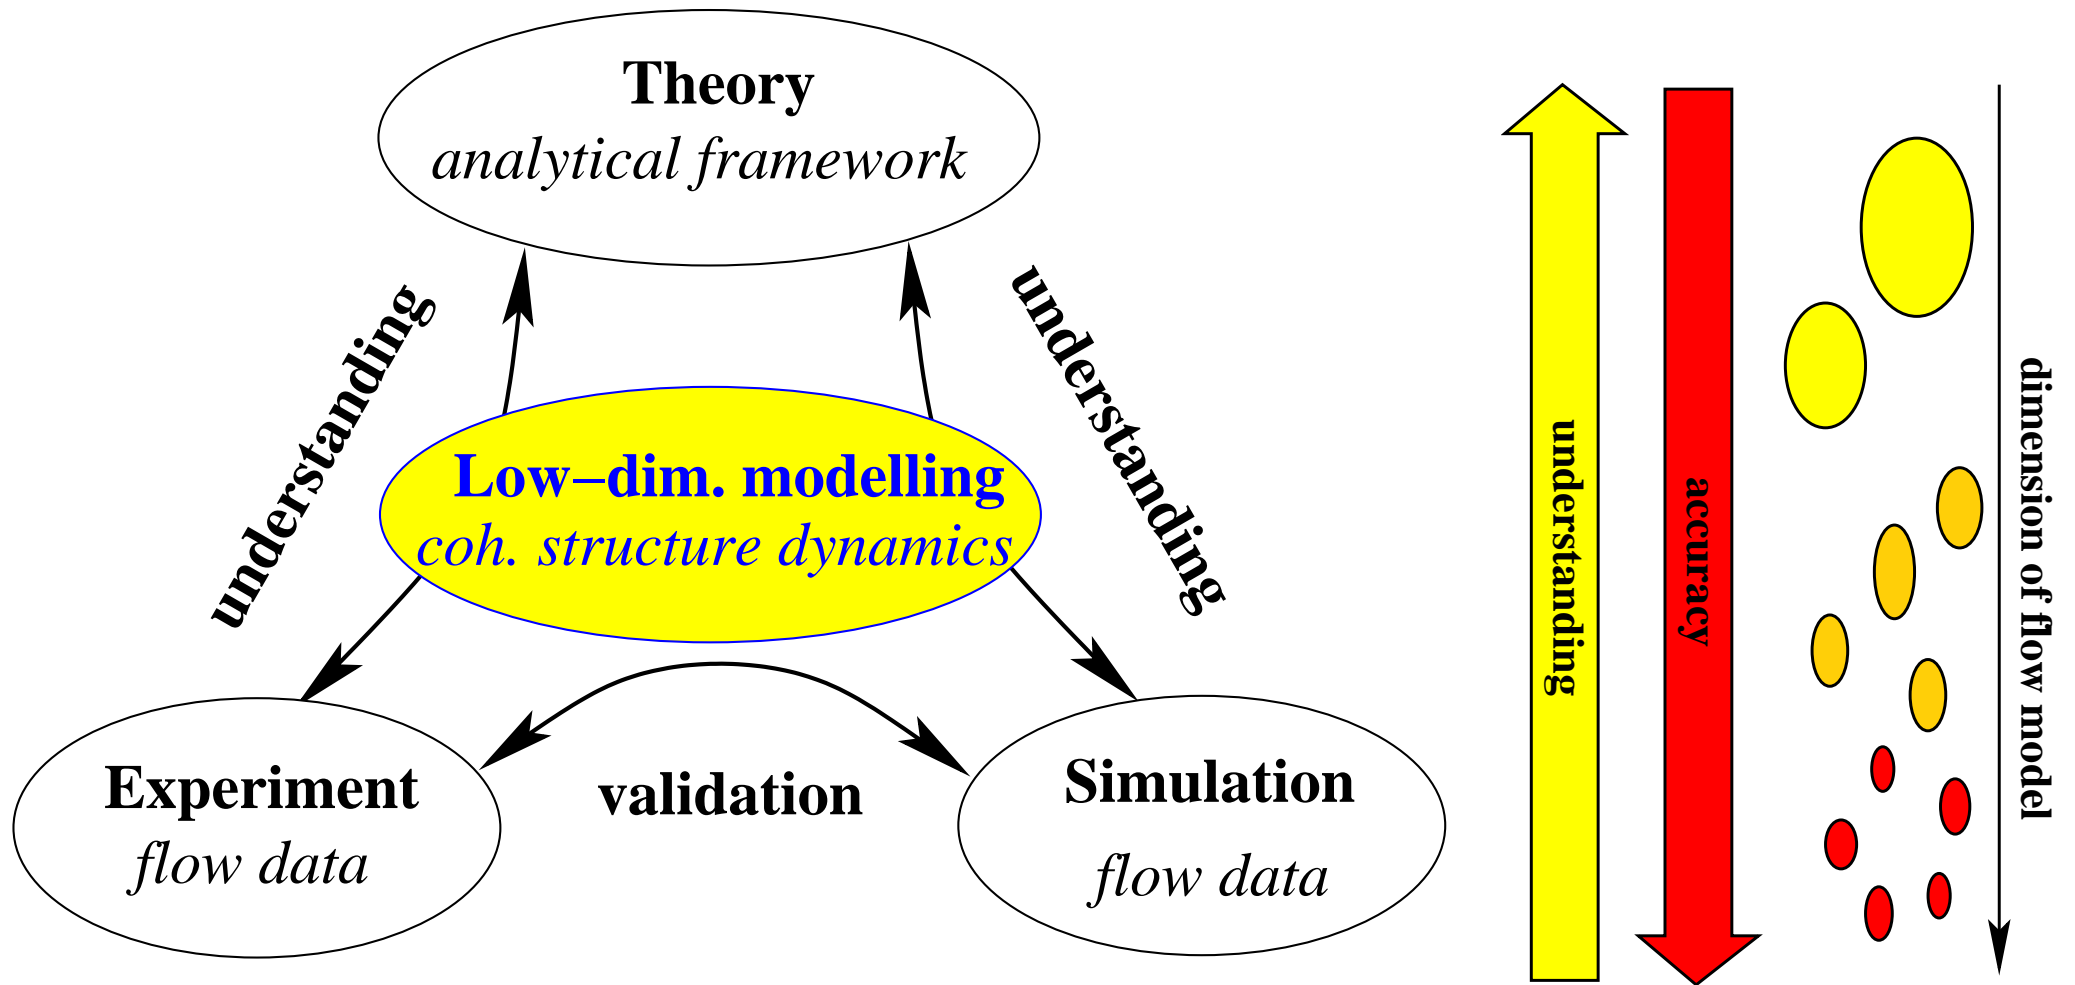 Theory
analytical framework
understanding
understanding
Low–dim. modelling
coh. structure dynamics
Experiment
flow data
validation
Simulation
flow data
understanding
accuracy
dimension of flow model